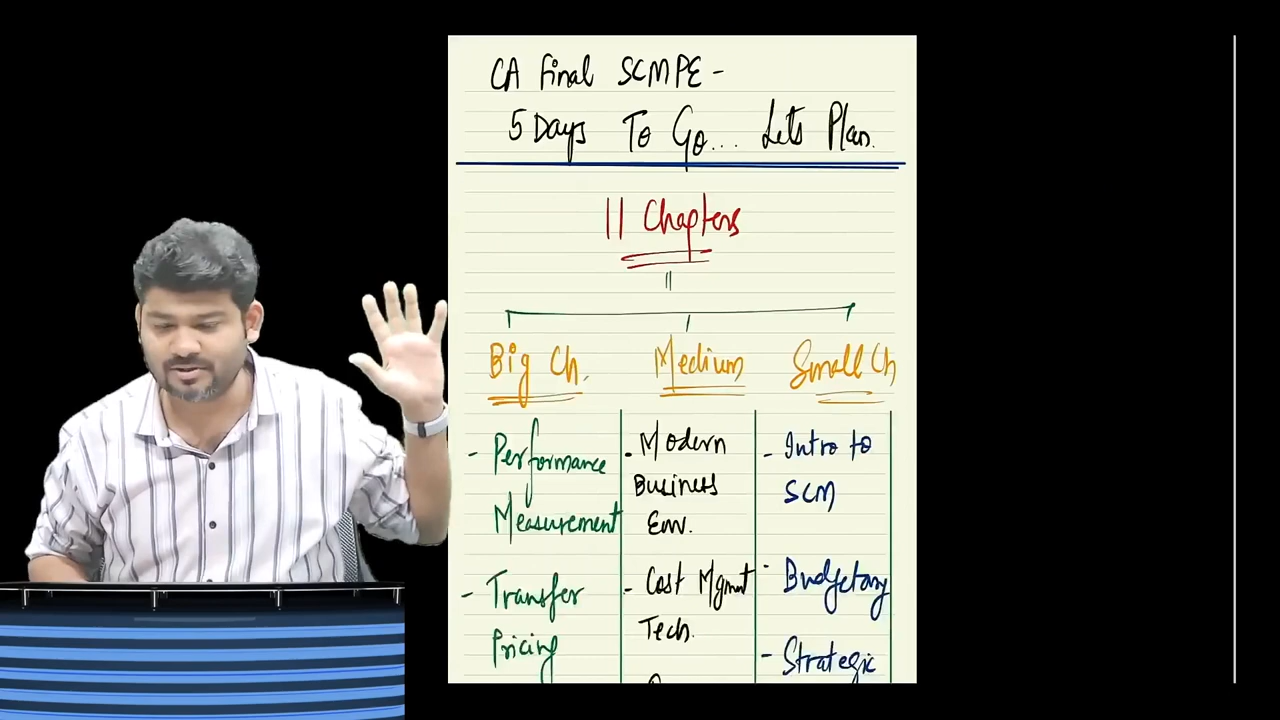 CA Final SCMPE -
5 Days To Go... Lets Plan.
11 Chapters
Big Ch.
Medium
Small Ch
- Performance
Measurement
- Transfer
Pricing
- Modern
Business
Env.
- Cost Mgmnt
Tech.
- Intro to
SCM
- Budgetary
- Strategic